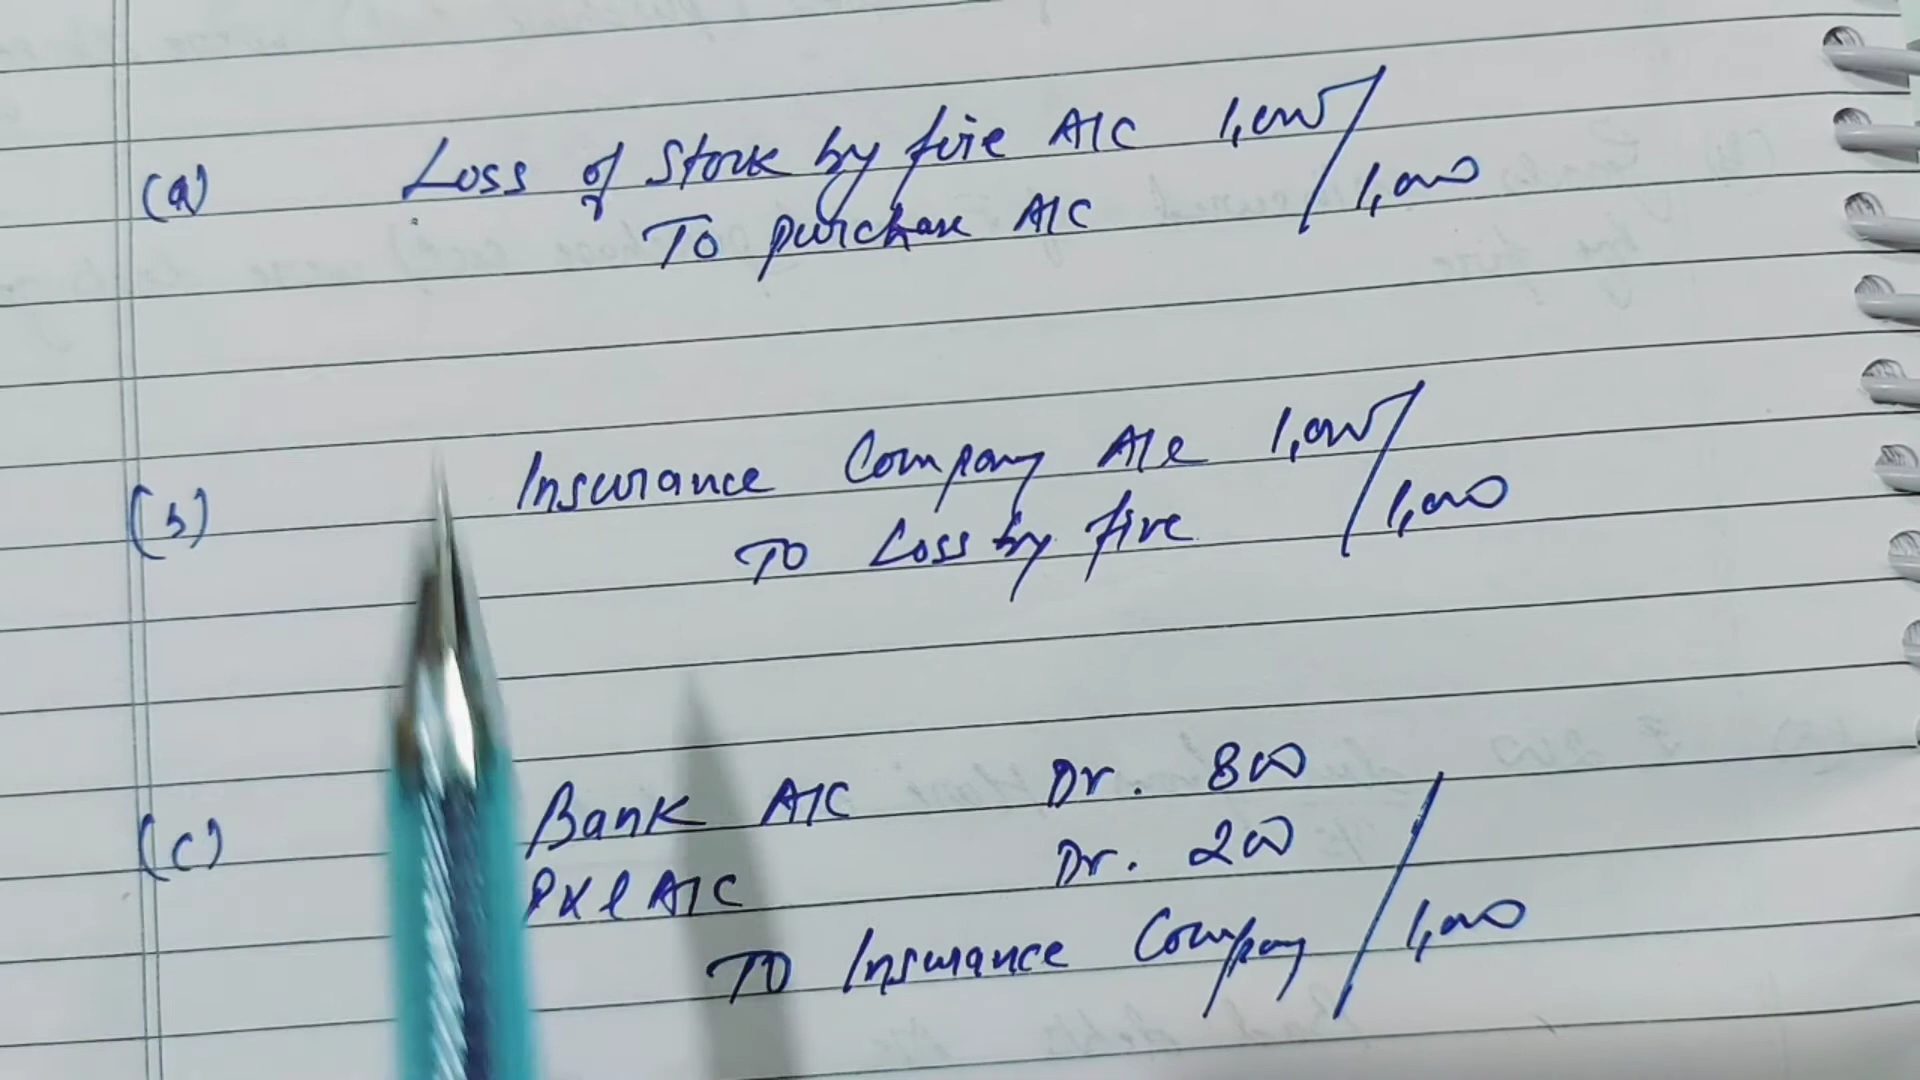 (a) Loss of Stock by fire A/C 1,000/
To purchase A/C 1,000
(b) Insurance Company A/c 1,000/
To Loss by fire 1,000
(c) Bank A/C Dr. 800
P&L A/C Dr. 200
To Insurance Company 1,000